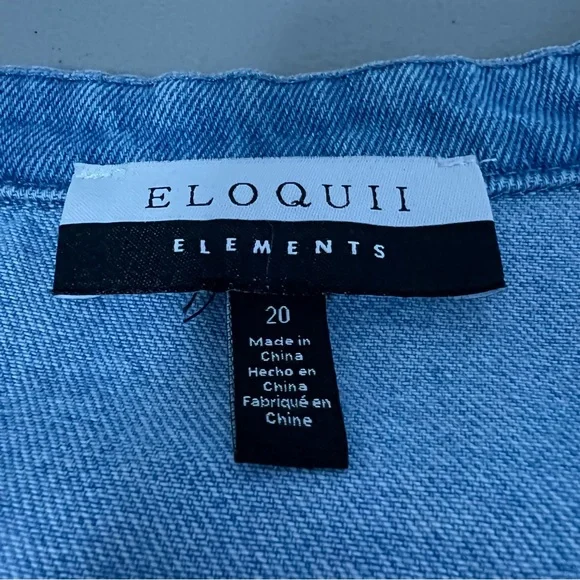 ELOQUII
ELEMENTS
20
Made in
China
Hecho en
China
Fabriqué en
Chine